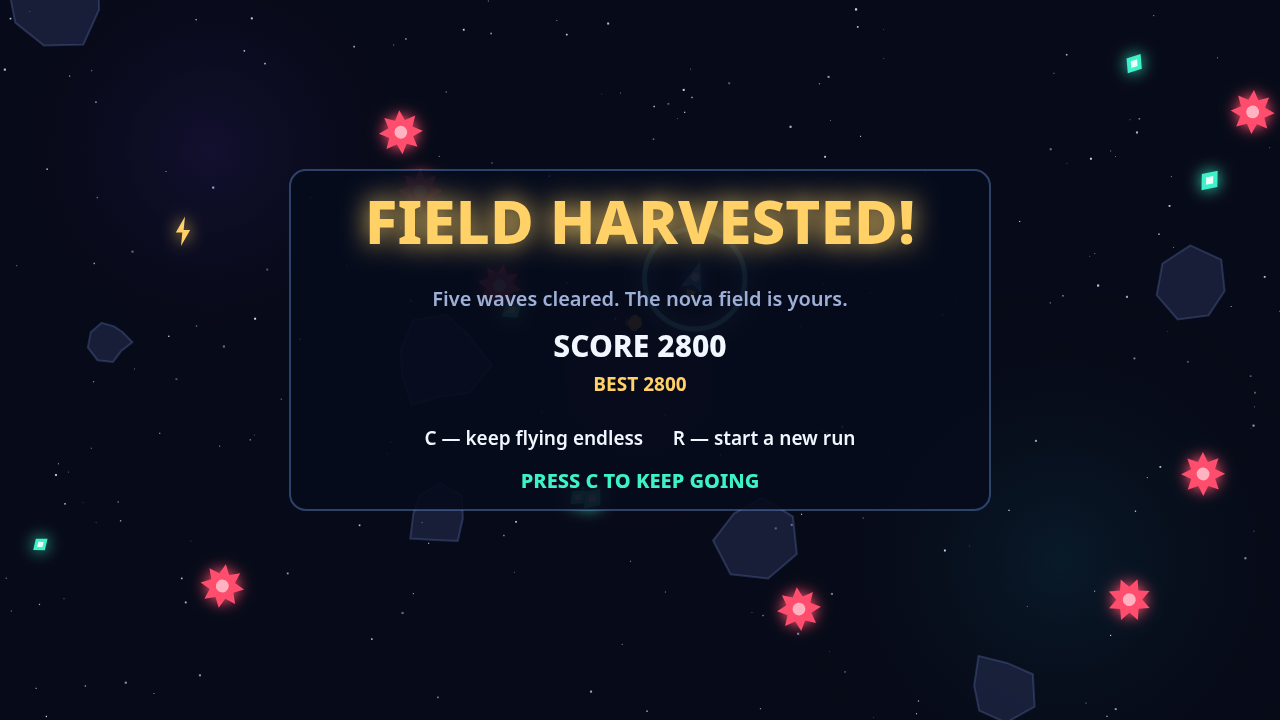 FIELD HARVESTED!
Five waves cleared. The nova field is yours.
SCORE 2800
BEST 2800
C — keep flying endless R — start a new run
PRESS C TO KEEP GOING